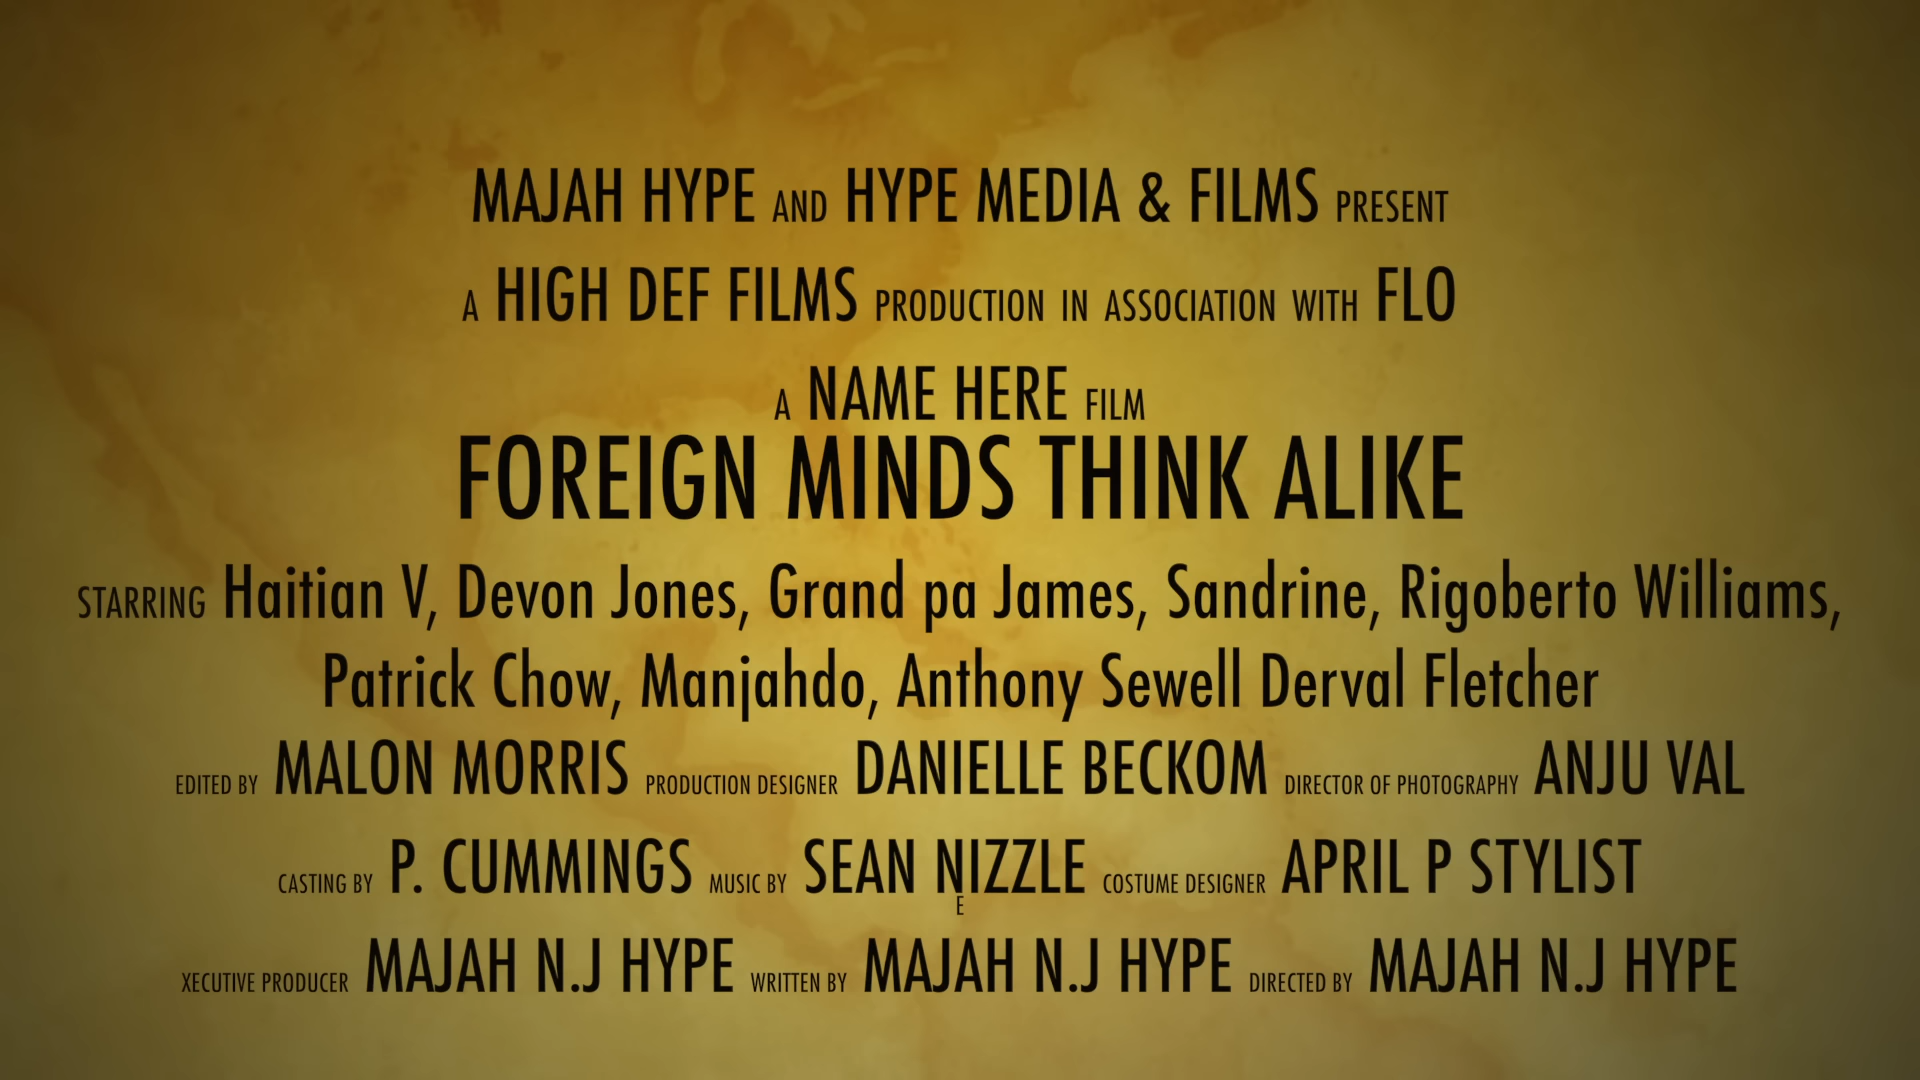 MAJAH HYPE AND HYPE MEDIA & FILMS PRESENT
A HIGH DEF FILMS PRODUCTION IN ASSOCIATION WITH FLO
A NAME HERE FILM
FOREIGN MINDS THINK ALIKE
STARRING Haitian V, Devon Jones, Grand pa James, Sandrine, Rigoberto Williams,
Patrick Chow, Manjahdo, Anthony Sewell Derval Fletcher
EDITED BY MALON MORRIS PRODUCTION DESIGNER DANIELLE BECKOM DIRECTOR OF PHOTOGRAPHY ANJU VAL
CASTING BY P. CUMMINGS MUSIC BY SEAN NIZZLE COSTUME DESIGNER APRIL P STYLIST
E
XECUTIVE PRODUCER MAJAH N.J HYPE WRITTEN BY MAJAH N.J HYPE DIRECTED BY MAJAH N.J HYPE